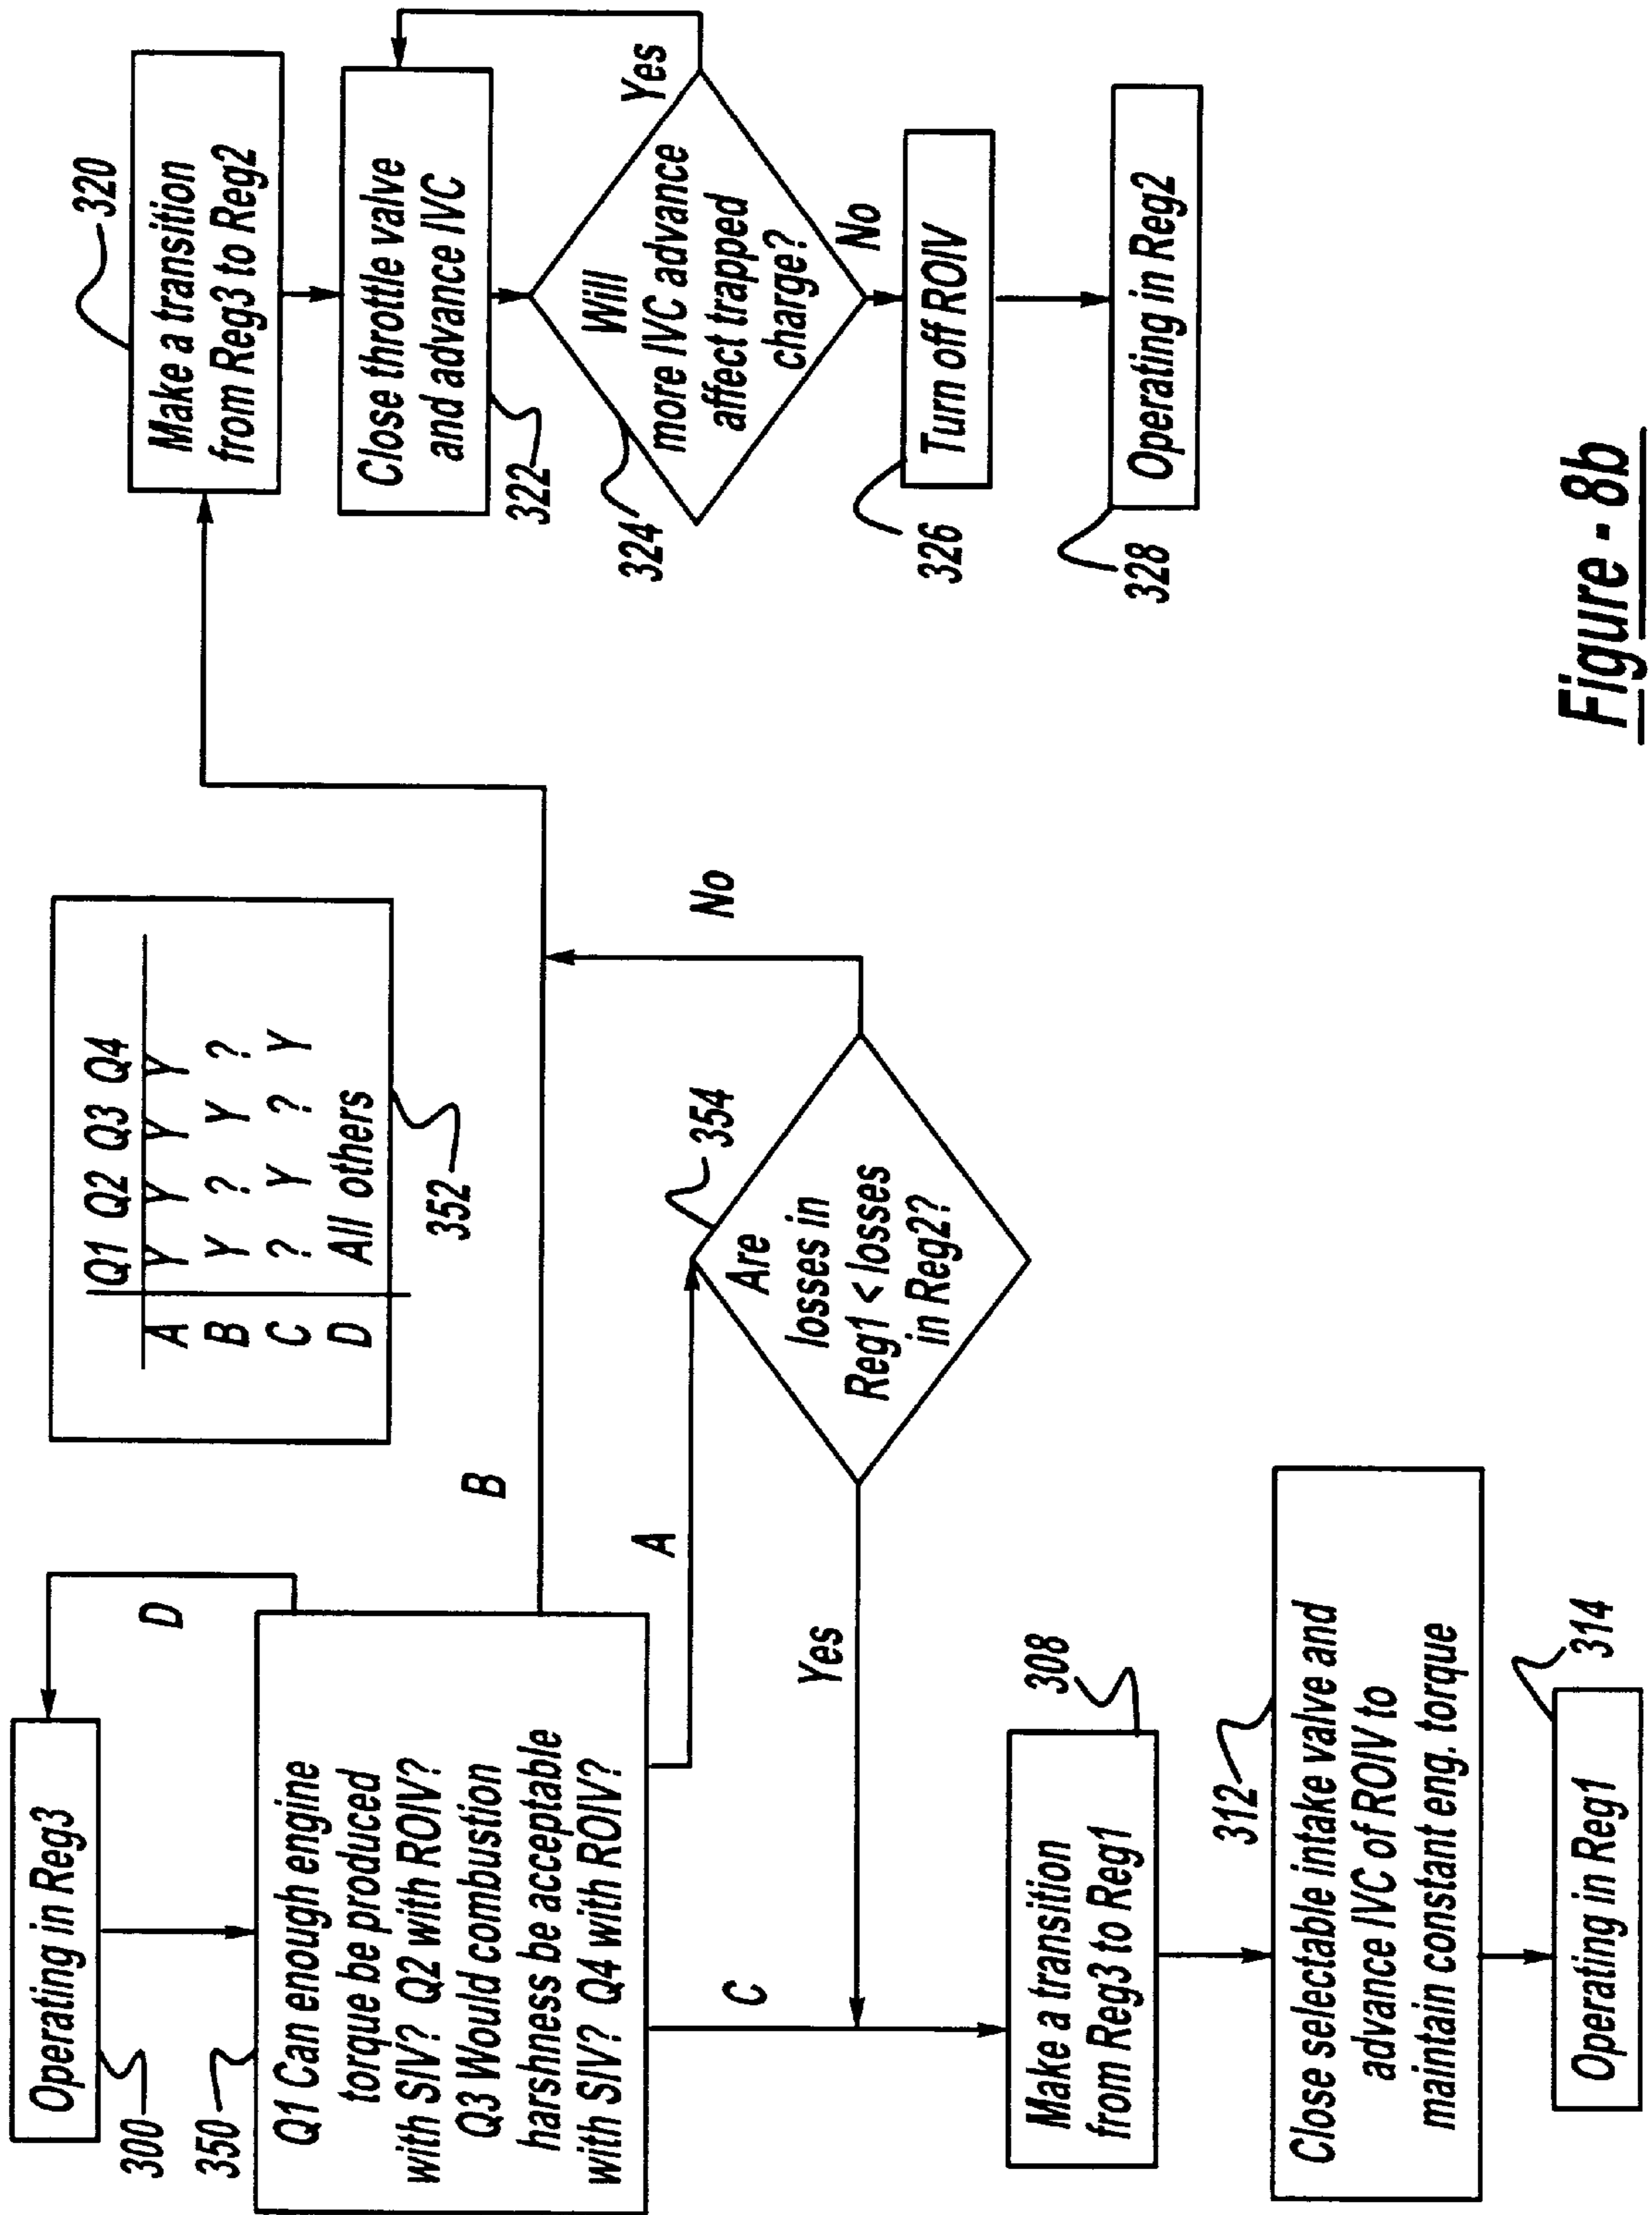 Operating in Reg3
300
D
350
Q1 Can enough engine
torque be produced
with SIV? Q2 with ROIV?
Q3 Would combustion
harshness be acceptable
with SIV? Q4 with ROIV?
Q1 Q2 Q3 Q4
A Y Y Y Y
B Y ? Y ?
C ? Y ? Y
D All others
352
B
A
C
354
Are
losses in
Reg1 < losses
in Reg2?
Yes
No
308
Make a transition
from Reg3 to Reg1
312
Close selectable intake valve and
advance IVC of ROIV to
maintain constant eng. torque
314
Operating in Reg1
320
Make a transition
from Reg3 to Reg2
Close throttle valve
and advance IVC
322
Yes
Will
more IVC advance
affect trapped
charge?
324
No
Turn off ROIV
326
Operating in Reg2
328
Figure - 8b